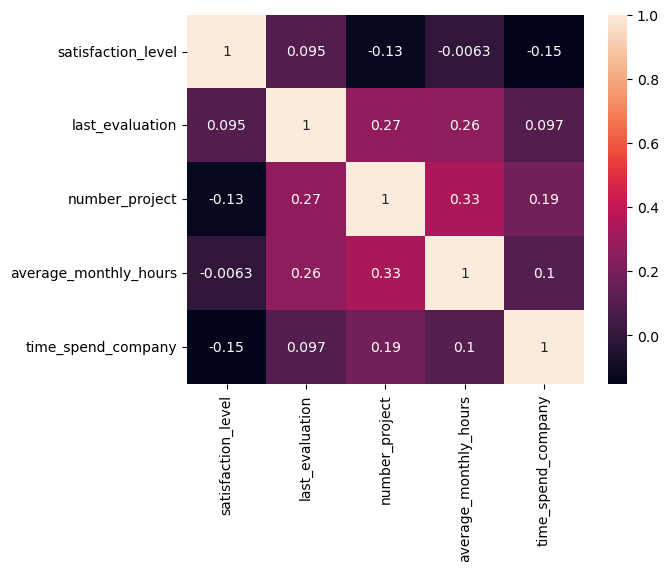 satisfaction_level 1 0.095 -0.13 -0.0063 -0.15
last_evaluation 0.095 1 0.27 0.26 0.097
number_project -0.13 0.27 1 0.33 0.19
average_monthly_hours -0.0063 0.26 0.33 1 0.1
time_spend_company -0.15 0.097 0.19 0.1 1
satisfaction_level
last_evaluation
number_project
average_monthly_hours
time_spend_company
1.0
0.8
0.6
0.4
0.2
0.0